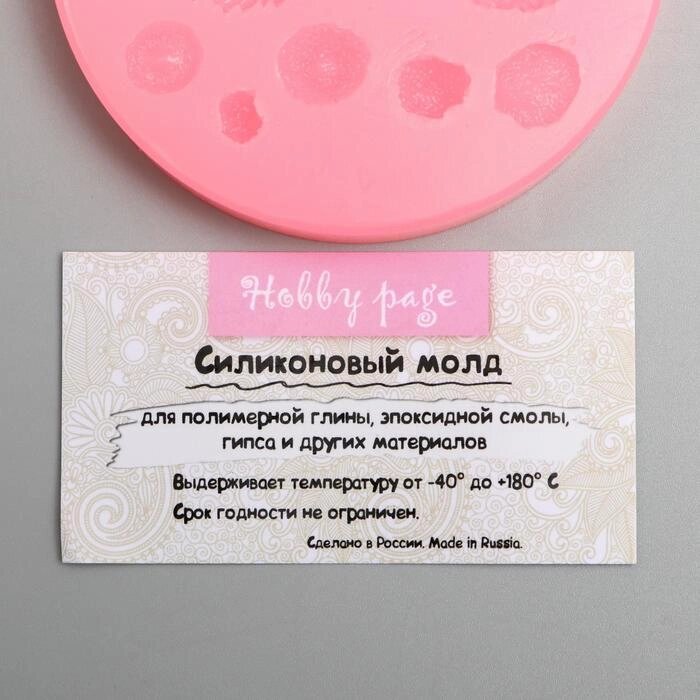 Hobby page
Силиконовый молд
для полимерной глины, эпоксидной смолы,
гипса и других материалов
Выдерживает температуру от -40° до +180° С
Срок годности не ограничен.
Сделано в России. Made in Russia.